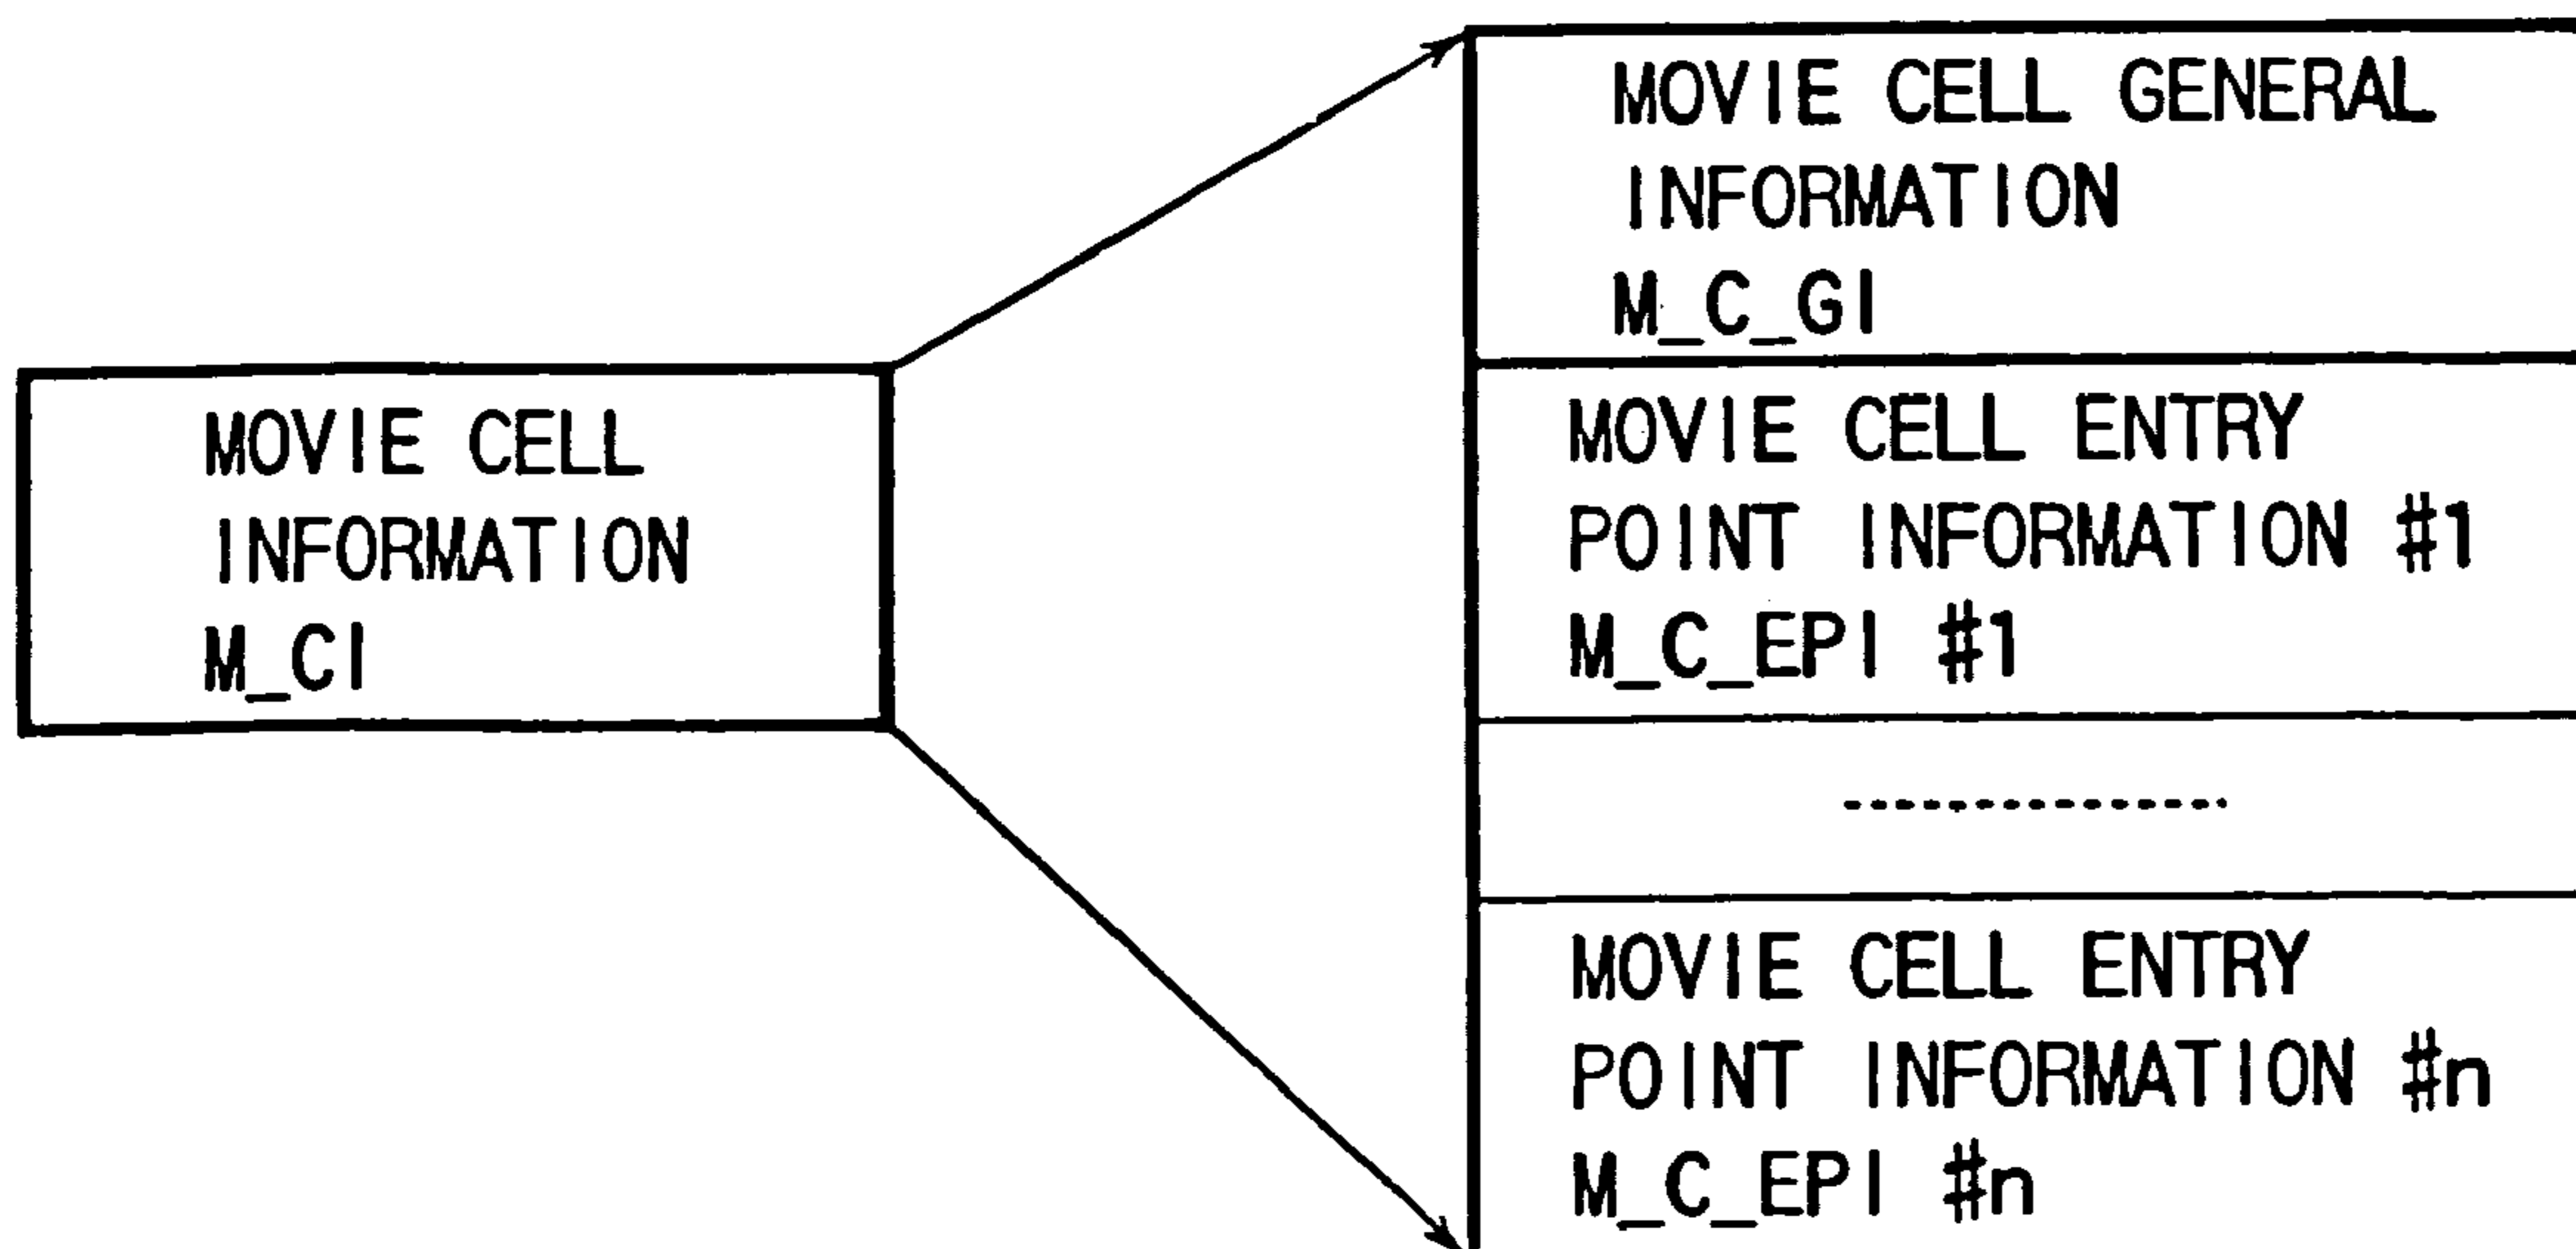 MOVIE CELL
INFORMATION
M_CI
MOVIE CELL GENERAL
INFORMATION
M_C_GI
MOVIE CELL ENTRY
POINT INFORMATION #1
M_C_EPI #1
MOVIE CELL ENTRY
POINT INFORMATION #n
M_C_EPI #n